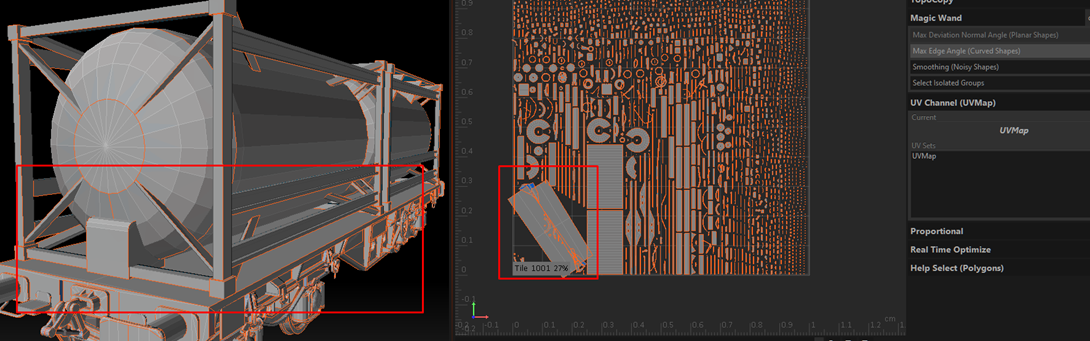 TopoCopy
Magic Wand
Max Deviation Normal Angle (Planar Shapes)
Max Edge Angle (Curved Shapes)
Smoothing (Noisy Shapes)
Select Isolated Groups
UV Channel (UVMap)
Current
UVMap
UV Sets
UVMap
Proportional
Real Time Optimize
Help Select (Polygons)
0.9
0.8
0.7
0.6
0.5
0.4
0.3
0.2
0.1
0
-0.1
Tile 1001 27%
cm
-0.2 -0.1 0 0.1 0.2 0.3 0.4 0.5 0.6 0.7 0.8 0.9 1 1.1 1.2 1.